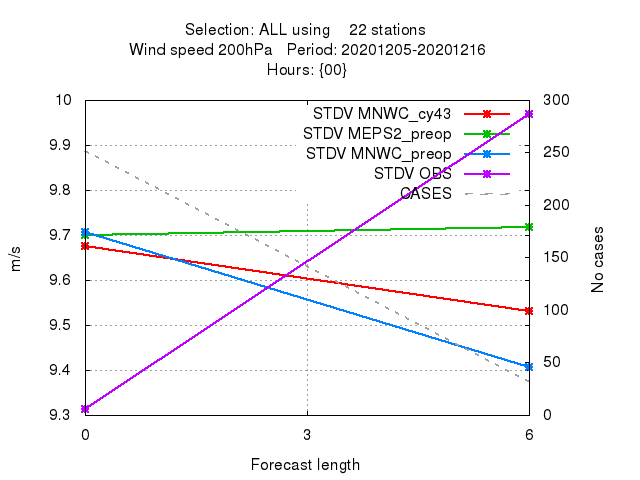 Selection: ALL using 22 stations
Wind speed 200hPa Period: 20201205-20201216
Hours: {00}
10
9.9
9.8
9.7
9.6
9.5
9.4
9.3
m/s
STDV MNWC_cy43
STDV MEPS2_preop
STDV MNWC_preop
STDV OBS
CASES
300
250
200
150
100
50
0
No cases
0
3
6
Forecast length